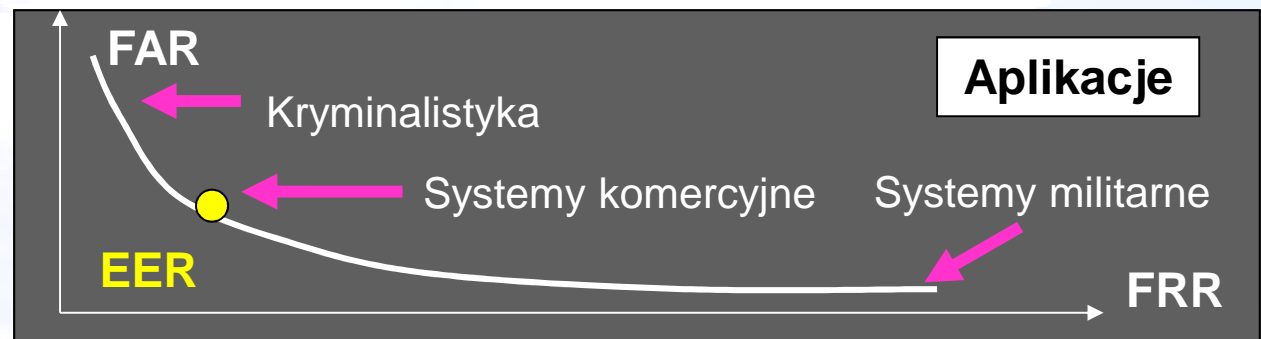 FAR
Aplikacje
Kryminalistyka
Systemy komercyjne
Systemy militarne
EER
FRR